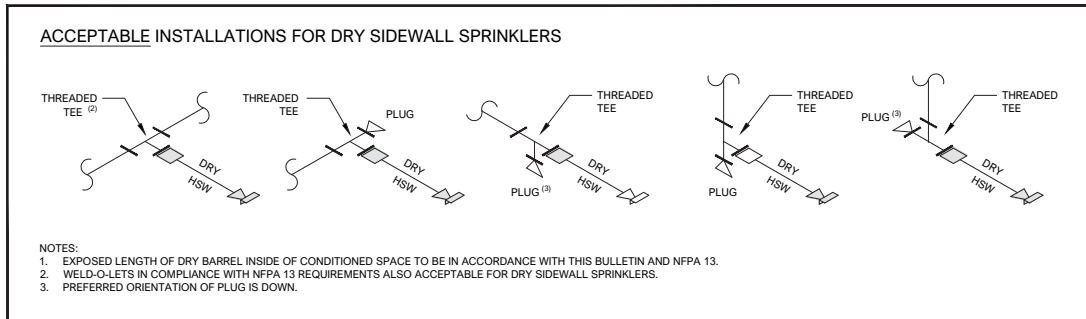 ACCEPTABLE INSTALLATIONS FOR DRY SIDEWALL SPRINKLERS
THREADED
TEE (2)
DRY
HSW
THREADED
TEE
PLUG
DRY
HSW
THREADED
TEE
PLUG (3)
DRY
HSW
THREADED
TEE
PLUG
DRY
HSW
PLUG (3)
THREADED
TEE
DRY
HSW
NOTES:
1. EXPOSED LENGTH OF DRY BARREL INSIDE OF CONDITIONED SPACE TO BE IN ACCORDANCE WITH THIS BULLETIN AND NFPA 13.
2. WELD-O-LETS IN COMPLIANCE WITH NFPA 13 REQUIREMENTS ALSO ACCEPTABLE FOR DRY SIDEWALL SPRINKLERS.
3. PREFERRED ORIENTATION OF PLUG IS DOWN.